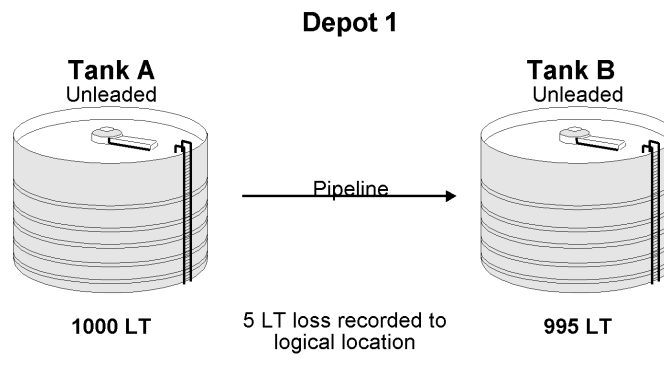 Depot 1
Tank A
Unleaded
Tank B
Unleaded
Pipeline
1000 LT
5 LT loss recorded to
logical location
995 LT